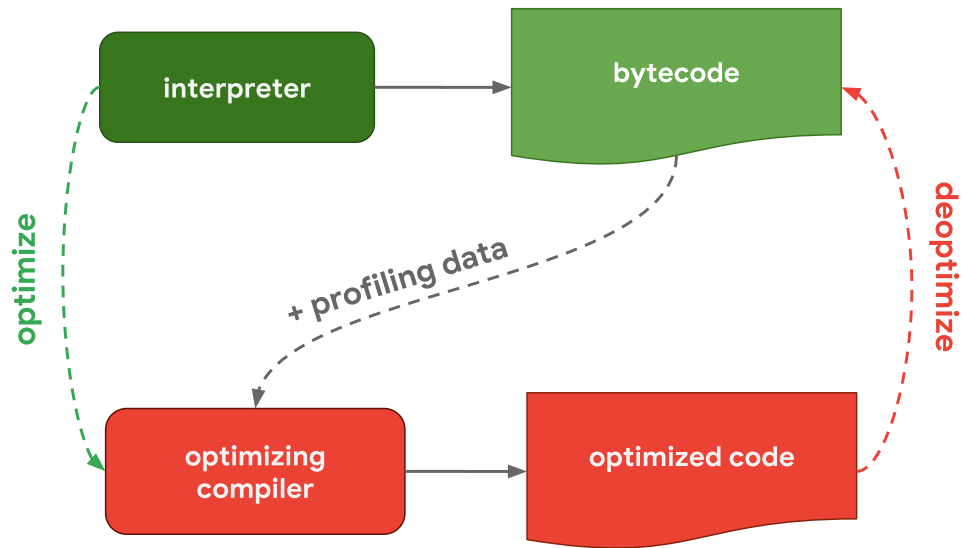 interpreter
bytecode
optimize
+ profiling data
deoptimize
optimizing
compiler
optimized code